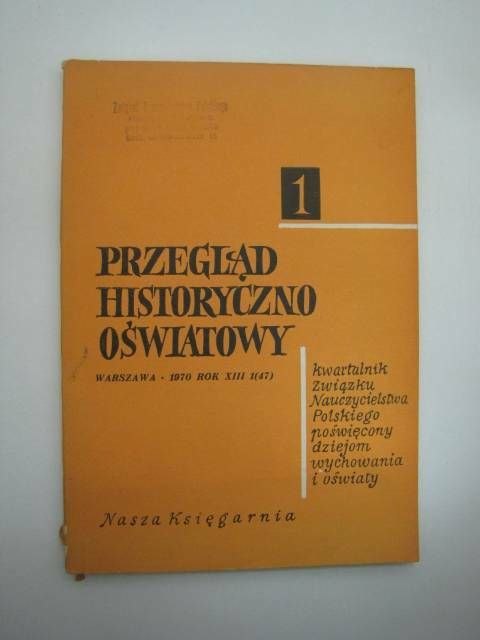 1
PRZEGLĄD
HISTORYCZNO
OŚWIATOWY
WARSZAWA • 1970 ROK XIII 1(47)
kwartalnik
Związku
Nauczycielstwa
Polskiego
poświęcony
dziejom
wychowania
i oświaty
Nasza Księgarnia